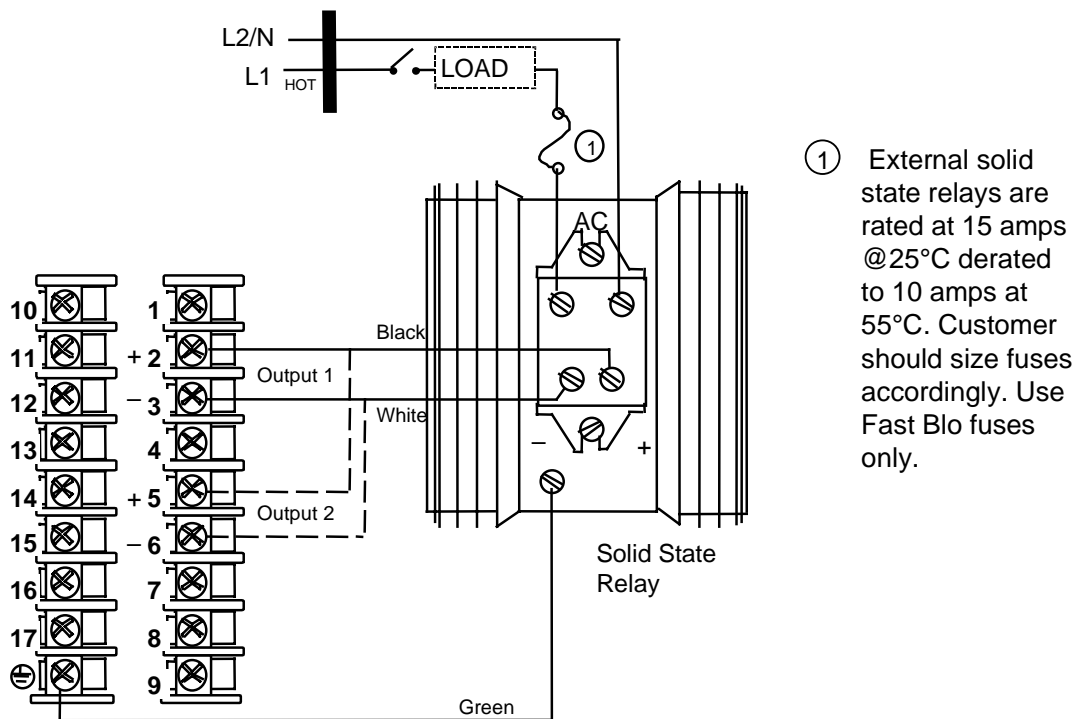 L2/N
L1 HOT
LOAD
1
AC
1 External solid
state relays are
rated at 15 amps
@25°C derated
to 10 amps at
55°C. Customer
should size fuses
accordingly. Use
Fast Blo fuses
only.
10 1
11 + 2
12 – 3
13 4
14 + 5
15 – 6
16 7
17 8
9
Black
Output 1
White
Output 2
– +
Solid State
Relay
Green